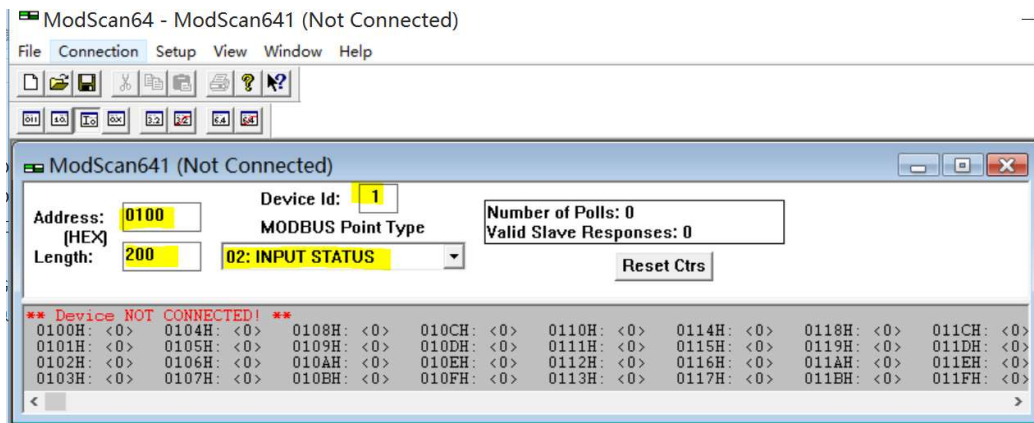 ModScan64 - ModScan641 (Not Connected)
File Connection Setup View Window Help
ModScan641 (Not Connected)
Address: 0100
(HEX)
Length: 200
Device Id: 1
MODBUS Point Type
02: INPUT STATUS
Number of Polls: 0
Valid Slave Responses: 0
Reset Ctrs
** Device NOT CONNECTED! **
0100H: <0> 0104H: <0> 0108H: <0> 010CH: <0> 0110H: <0> 0114H: <0> 0118H: <0> 011CH: <0>
0101H: <0> 0105H: <0> 0109H: <0> 010DH: <0> 0111H: <0> 0115H: <0> 0119H: <0> 011DH: <0>
0102H: <0> 0106H: <0> 010AH: <0> 010EH: <0> 0112H: <0> 0116H: <0> 011AH: <0> 011EH: <0>
0103H: <0> 0107H: <0> 010BH: <0> 010FH: <0> 0113H: <0> 0117H: <0> 011BH: <0> 011FH: <0>